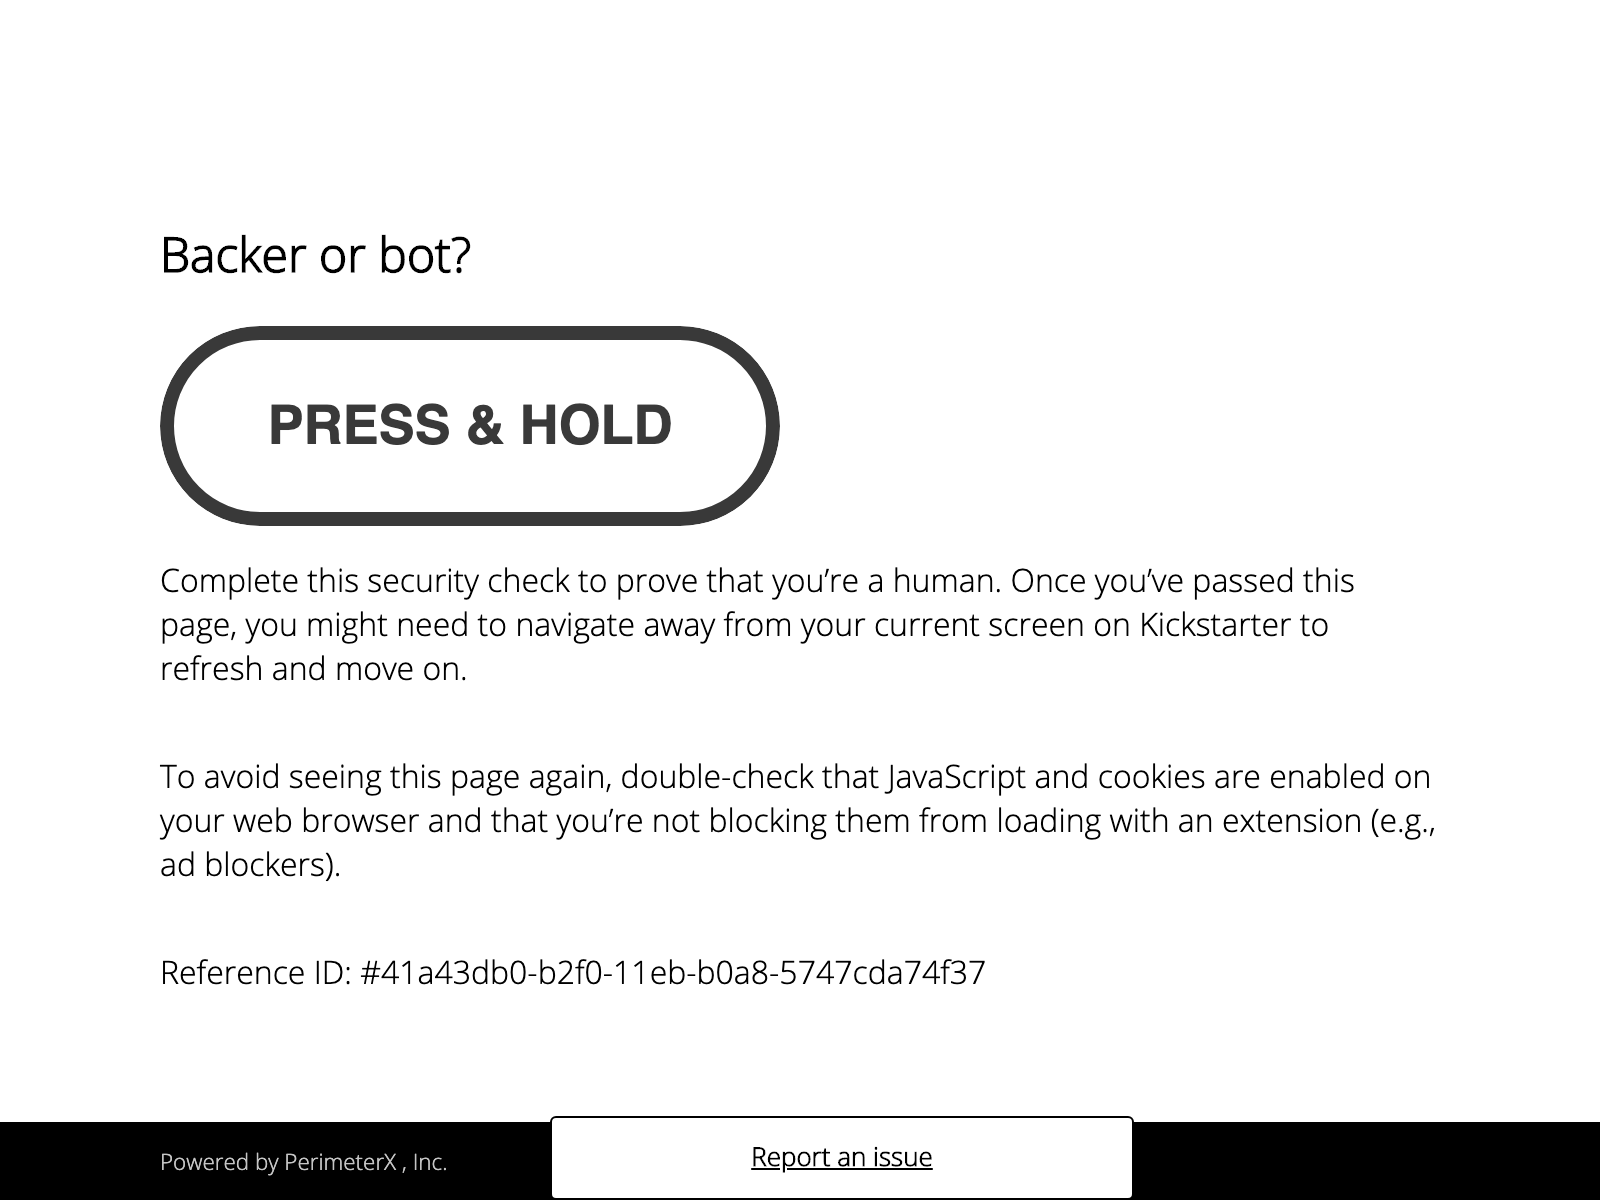 Backer or bot?
PRESS & HOLD
Complete this security check to prove that you’re a human. Once you’ve passed this
page, you might need to navigate away from your current screen on Kickstarter to
refresh and move on.
To avoid seeing this page again, double-check that JavaScript and cookies are enabled on
your web browser and that you’re not blocking them from loading with an extension (e.g.,
ad blockers).
Reference ID: #41a43db0-b2f0-11eb-b0a8-5747cda74f37
Powered by PerimeterX , Inc.
Report an issue